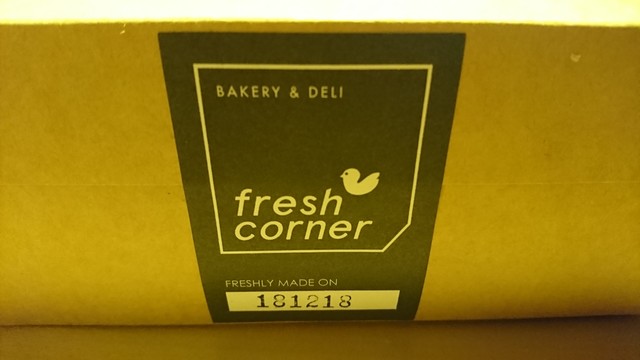 BAKERY & DELI
fresh
corner
FRESHLY MADE ON
181218